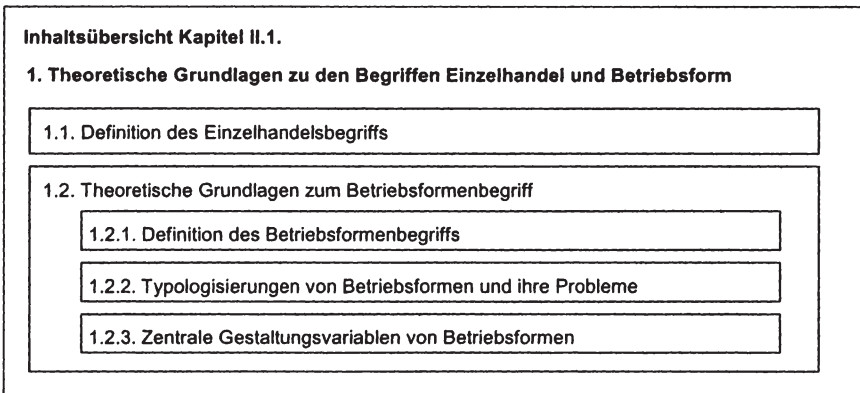 Inhaltsübersicht Kapitel II.1.
1. Theoretische Grundlagen zu den Begriffen Einzelhandel und Betriebsform
1.1. Definition des Einzelhandelsbegriffs
1.2. Theoretische Grundlagen zum Betriebsformenbegriff
1.2.1. Definition des Betriebsformenbegriffs
1.2.2. Typologisierungen von Betriebsformen und ihre Probleme
1.2.3. Zentrale Gestaltungsvariablen von Betriebsformen